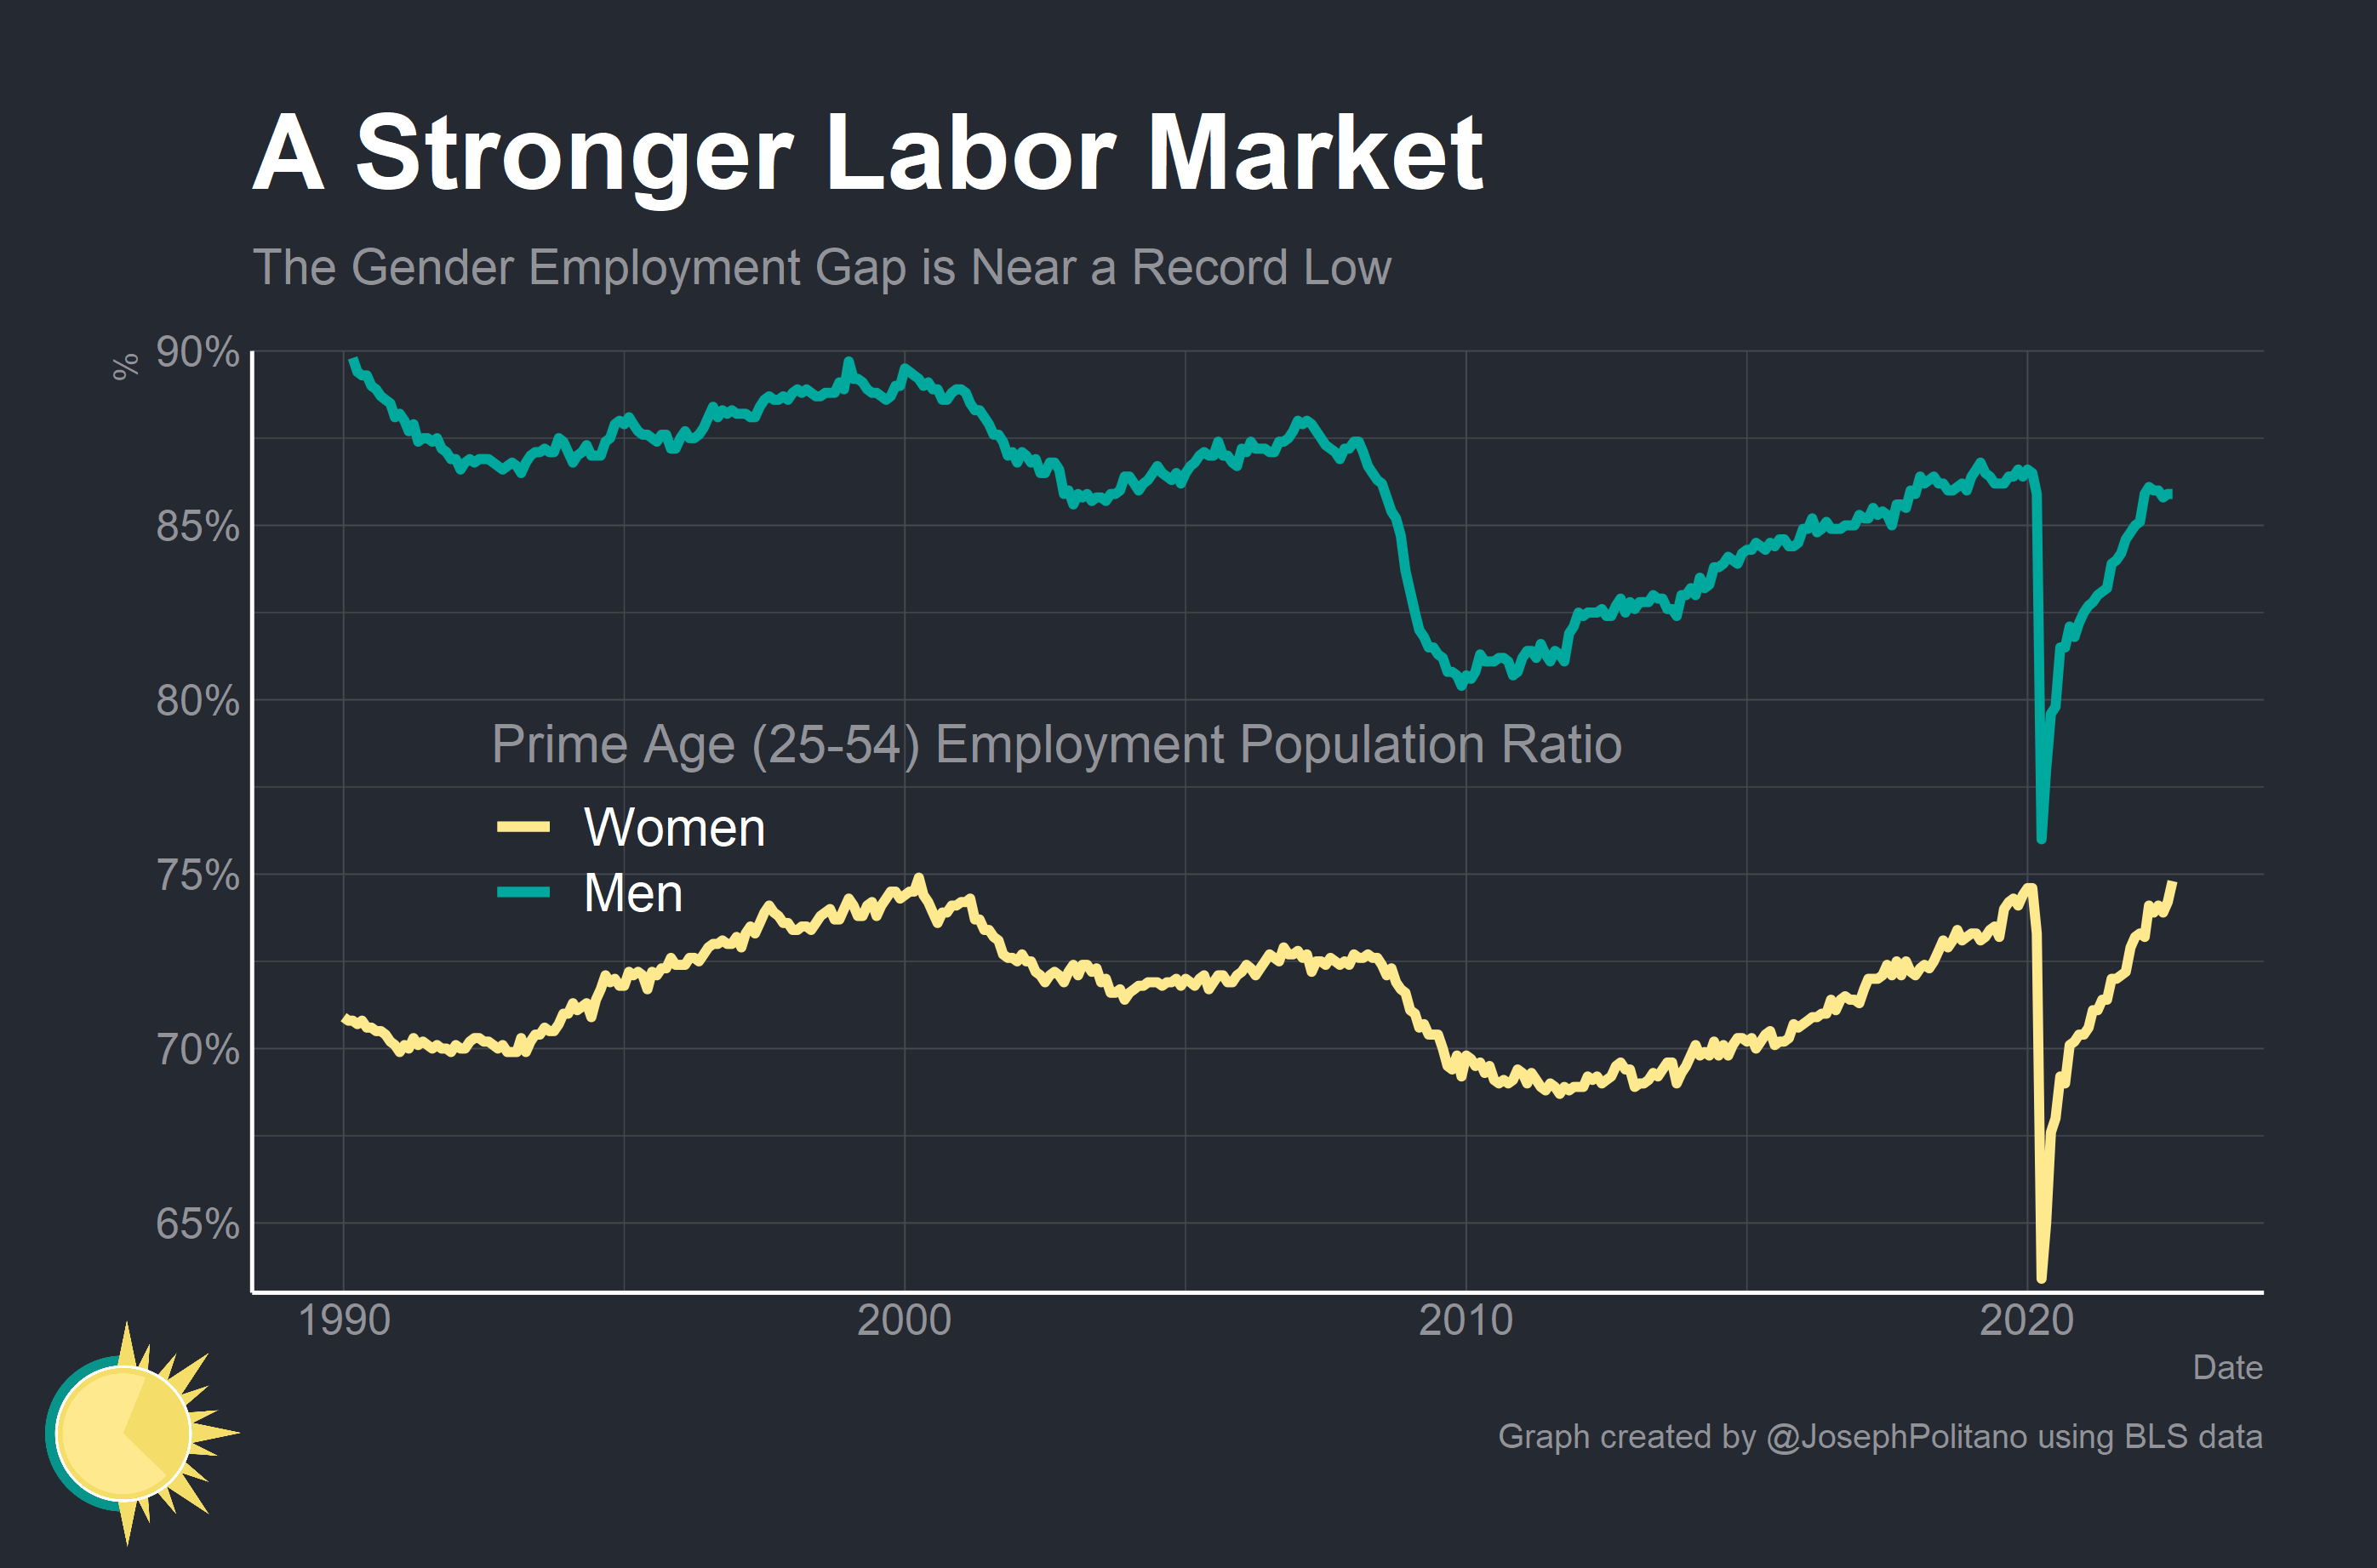 A Stronger Labor Market
The Gender Employment Gap is Near a Record Low
%
90%
85%
80%
Prime Age (25-54) Employment Population Ratio
Women
75%
Men
70%
65%
1990 2000 2010 2020
Date
Graph created by @JosephPolitano using BLS data